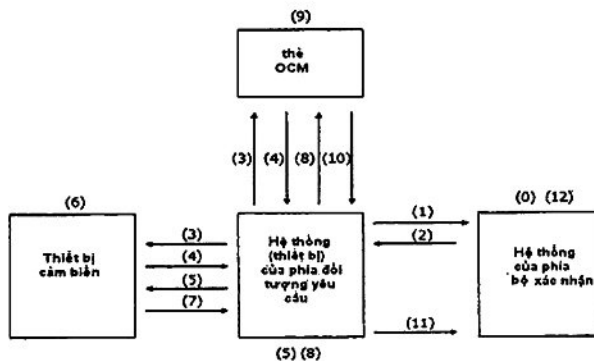 (9)
thẻ
OCM
(3) (4) (8) (10)
(6)
(0) (12)
Thiết bị
cảm biến
(3)
(4)
(5)
(7)
Hệ thống
(thiết bị)
của phía đối
tượng yêu
cầu
(1)
(2)
(11)
Hệ thống
của phía
bộ xác nhận
(5) (8)